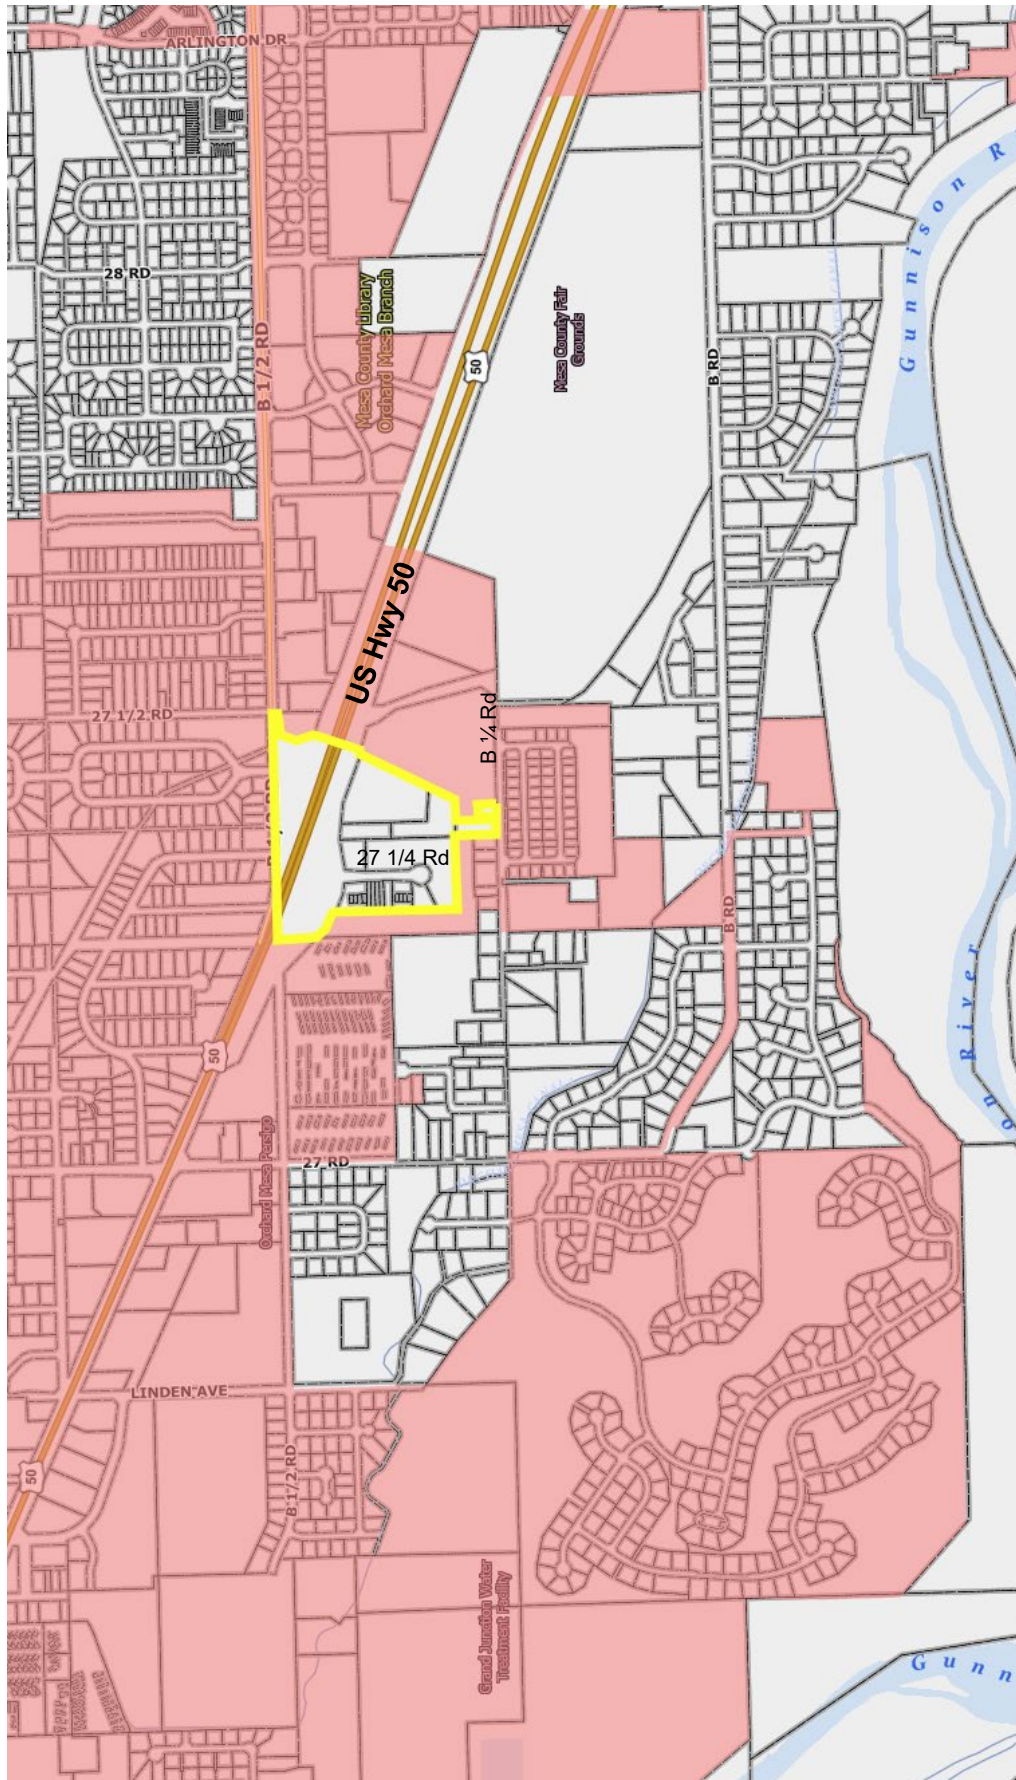 ARLINGTON DR
Gunnison R
28 RD
Mesa County Library
Orchard Mesa Branch
Mesa County Fair
Grounds
B 1/2 RD
50
B RD
US Hwy 50
27 1/2 RD
B ¼ Rd
27 1/4 Rd
B RD
River
on
50
Orchard Mesa Persigo
27 RD
LINDEN AVE
B 1/2 RD
50
Grand Junction Water
Treatment Facility
Gunn